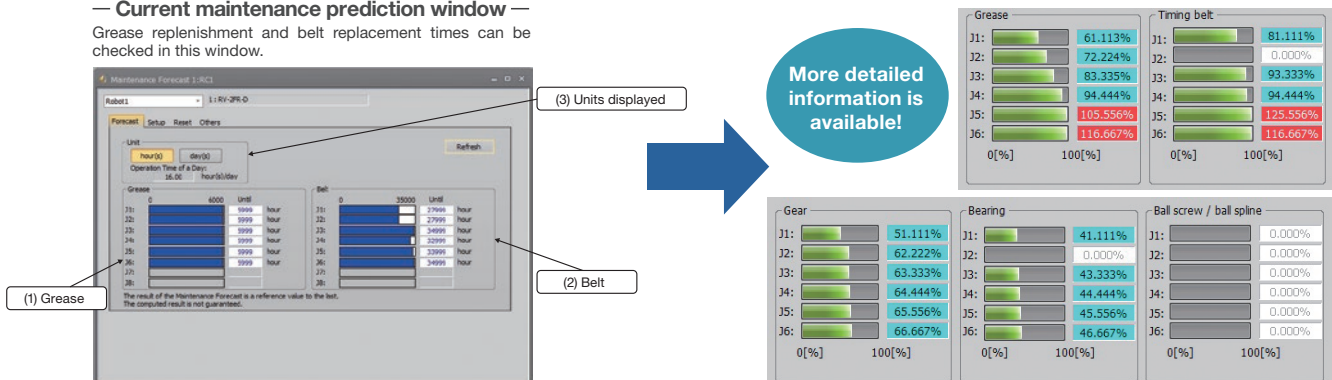 — Current maintenance prediction window —
Grease replenishment and belt replacement times can be
checked in this window.
Maintenance Forecast 1:RC1
Robot1
1: RV-2FR-D
Forecast Setup Reset Others
Unit
hour(s) day(s)
Refresh
Operation Time of a Day:
16.00 hour(s)/day
Grease
0 6000 Until
J1: 5999 hour
J2: 5999 hour
J3: 5999 hour
J4: 5999 hour
J5: 5999 hour
J6: 5999 hour
J7:
J8:
Belt
0 35000 Until
J1: 27999 hour
J2: 27999 hour
J3: 34999 hour
J4: 32999 hour
J5: 33999 hour
J6: 34999 hour
J7:
J8:
The result of the Maintenance Forecast is a reference value to the last.
The computed result is not guaranteed.
(1) Grease
(2) Belt
(3) Units displayed
More detailed
information is
available!
Grease
J1: 61.113%
J2: 72.224%
J3: 83.335%
J4: 94.444%
J5: 105.556%
J6: 116.667%
0[%] 100[%]
Timing belt
J1: 81.111%
J2: 0.000%
J3: 93.333%
J4: 94.444%
J5: 125.556%
J6: 116.667%
0[%] 100[%]
Gear
J1: 51.111%
J2: 62.222%
J3: 63.333%
J4: 64.444%
J5: 65.556%
J6: 66.667%
0[%] 100[%]
Bearing
J1: 41.111%
J2: 0.000%
J3: 43.333%
J4: 44.444%
J5: 45.556%
J6: 46.667%
0[%] 100[%]
Ball screw / ball spline
J1: 0.000%
J2: 0.000%
J3: 0.000%
J4: 0.000%
J5: 0.000%
J6: 0.000%
0[%] 100[%]